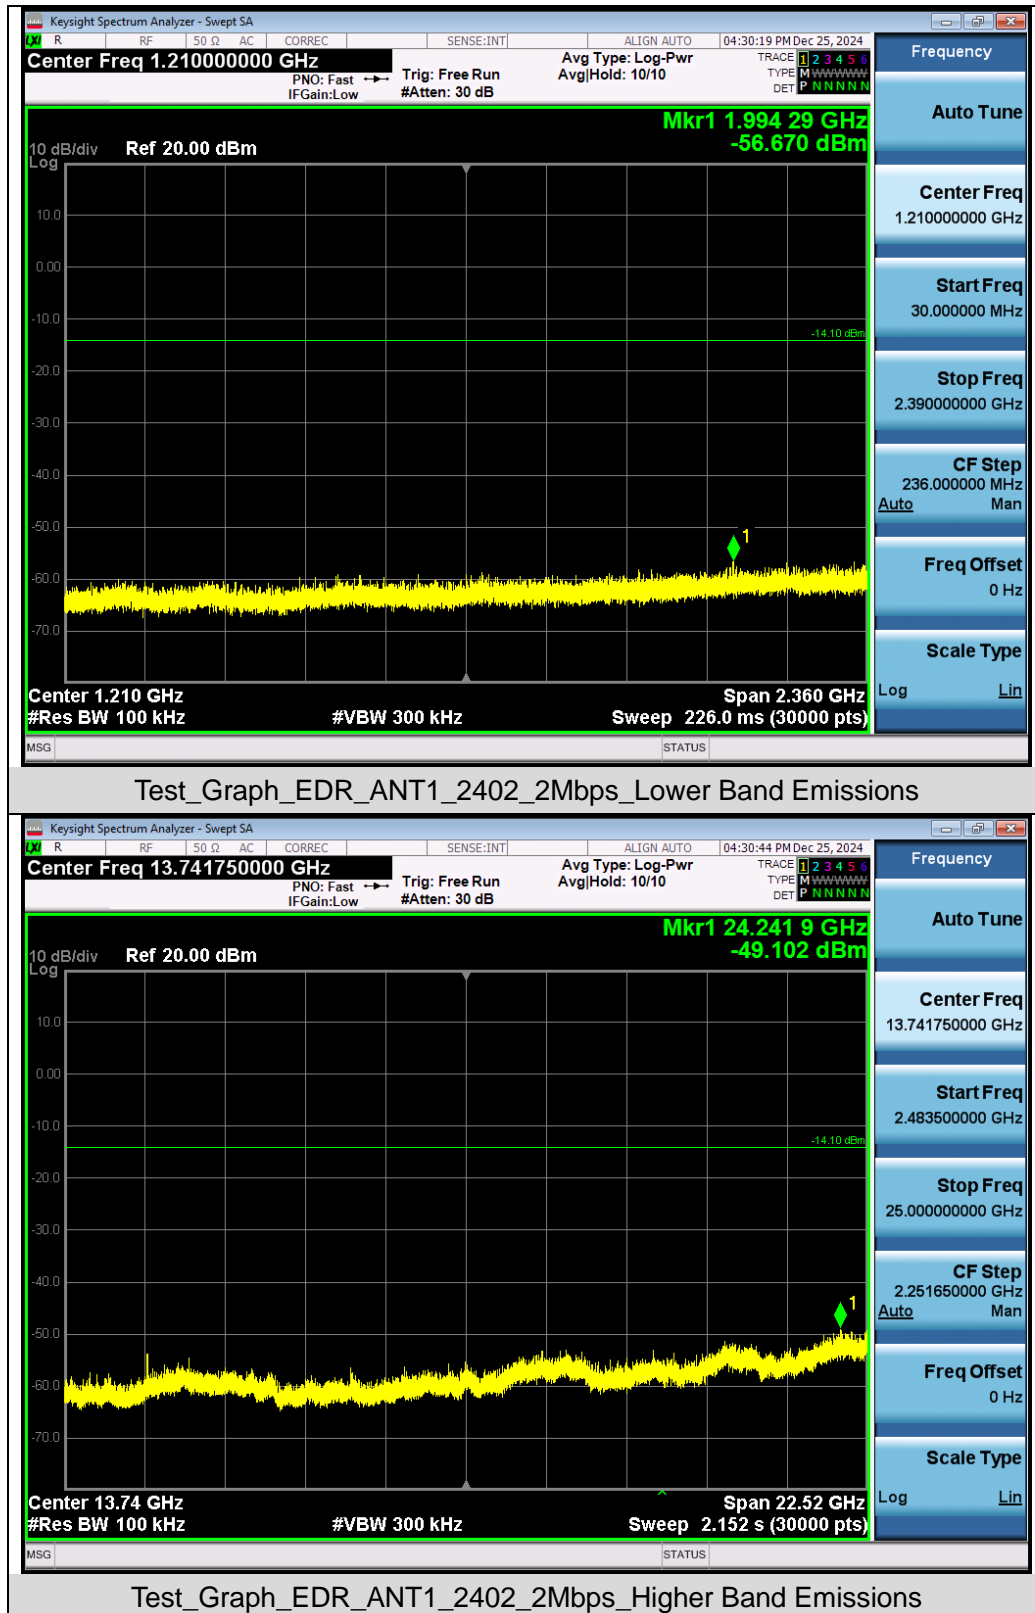 Keysight Spectrum Analyzer - Swept SA
LXI R RF 50 Ω AC CORREC SENSE:INT ALIGN AUTO 04:30:19 PM Dec 25, 2024
Center Freq 1.210000000 GHz
PNO: Fast
IFGain:Low
Trig: Free Run
#Atten: 30 dB
Avg Type: Log-Pwr
Avg|Hold: 10/10
TRACE 1 2 3 4 5 6
TYPE M WWWWW
DET P N N N N N
Mkr1 1.994 29 GHz
-56.670 dBm
10 dB/div Ref 20.00 dBm
Log
10.0
0.00
-10.0
-14.10 dBm
-20.0
-30.0
-40.0
-50.0
1
-60.0
-70.0
Center 1.210 GHz Span 2.360 GHz
#Res BW 100 kHz #VBW 300 kHz Sweep 226.0 ms (30000 pts)
MSG STATUS
Frequency
Auto Tune
Center Freq
1.210000000 GHz
Start Freq
30.000000 MHz
Stop Freq
2.390000000 GHz
CF Step
236.000000 MHz
Auto Man
Freq Offset
0 Hz
Scale Type
Log Lin
Test_Graph_EDR_ANT1_2402_2Mbps_Lower Band Emissions
Keysight Spectrum Analyzer - Swept SA
LXI R RF 50 Ω AC CORREC SENSE:INT ALIGN AUTO 04:30:44 PM Dec 25, 2024
Center Freq 13.741750000 GHz
PNO: Fast
IFGain:Low
Trig: Free Run
#Atten: 30 dB
Avg Type: Log-Pwr
Avg|Hold: 10/10
TRACE 1 2 3 4 5 6
TYPE M WWWWW
DET P N N N N N
Mkr1 24.241 9 GHz
-49.102 dBm
10 dB/div Ref 20.00 dBm
Log
10.0
0.00
-10.0
-14.10 dBm
-20.0
-30.0
-40.0
1
-50.0
-60.0
-70.0
Center 13.74 GHz Span 22.52 GHz
#Res BW 100 kHz #VBW 300 kHz Sweep 2.152 s (30000 pts)
MSG STATUS
Frequency
Auto Tune
Center Freq
13.741750000 GHz
Start Freq
2.483500000 GHz
Stop Freq
25.000000000 GHz
CF Step
2.251650000 GHz
Auto Man
Freq Offset
0 Hz
Scale Type
Log Lin
Test_Graph_EDR_ANT1_2402_2Mbps_Higher Band Emissions